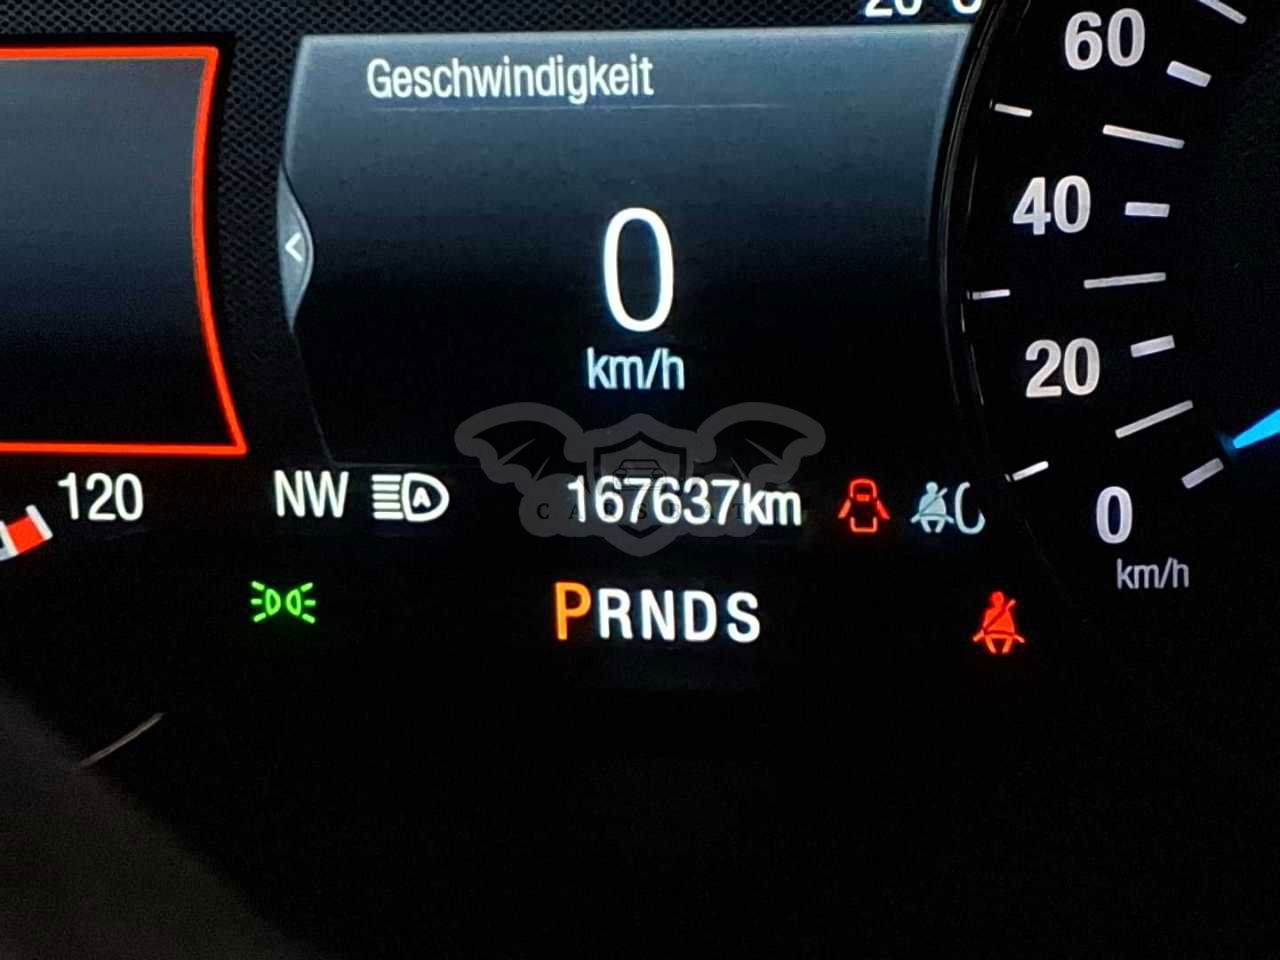 Geschwindigkeit
60
40
0
km/h
20
120
NW
A
167637km
0
km/h
PRNDS